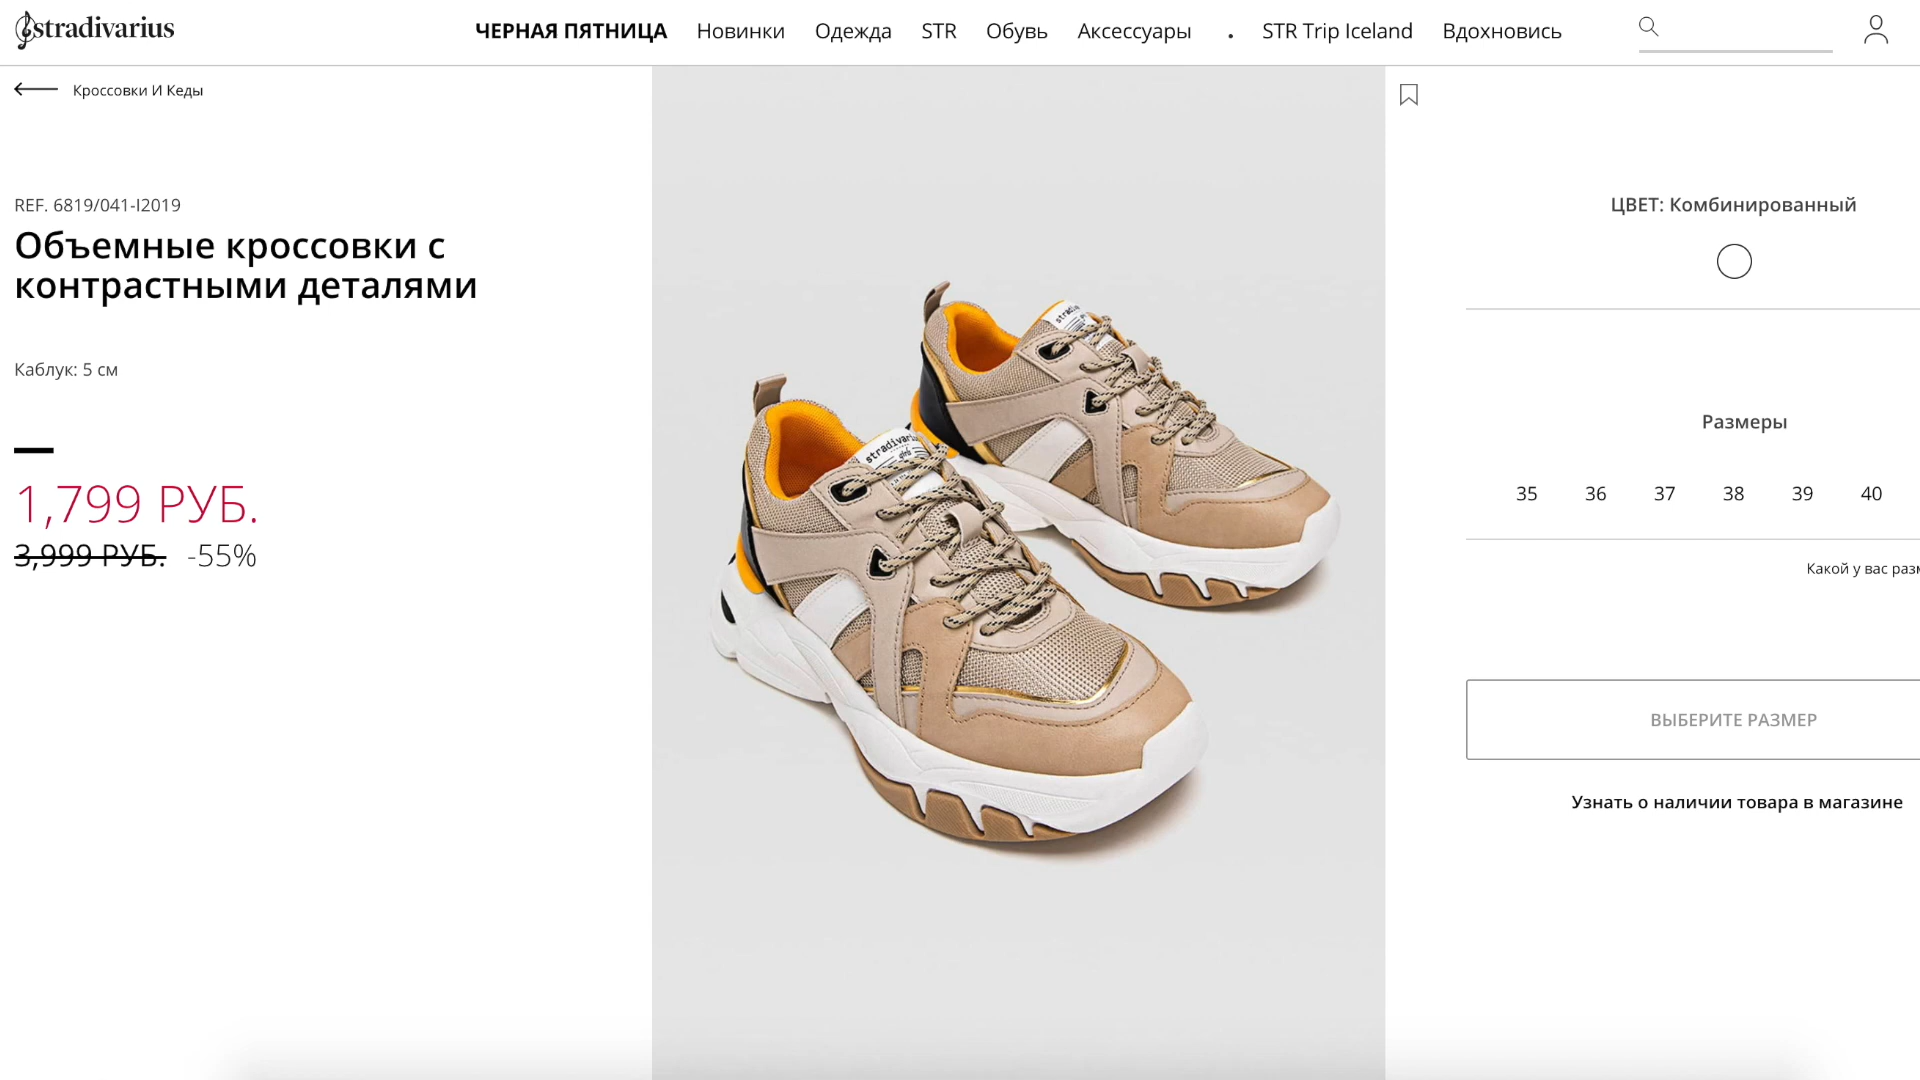 stradivarius
ЧЕРНАЯ ПЯТНИЦА Новинки Одежда STR Обувь Аксессуары . STR Trip Iceland Вдохновись
Кроссовки И Кеды
REF. 6819/041-I2019
Объемные кроссовки с
контрастными деталями
Каблук: 5 см
1,799 РУБ.
3,999 РУБ. -55%
stradivarius
ЦВЕТ: Комбинированный
Размеры
35 36 37 38 39 40
Какой у вас
ВЫБЕРИТЕ РАЗМЕР
Узнать о наличии товара в магазине